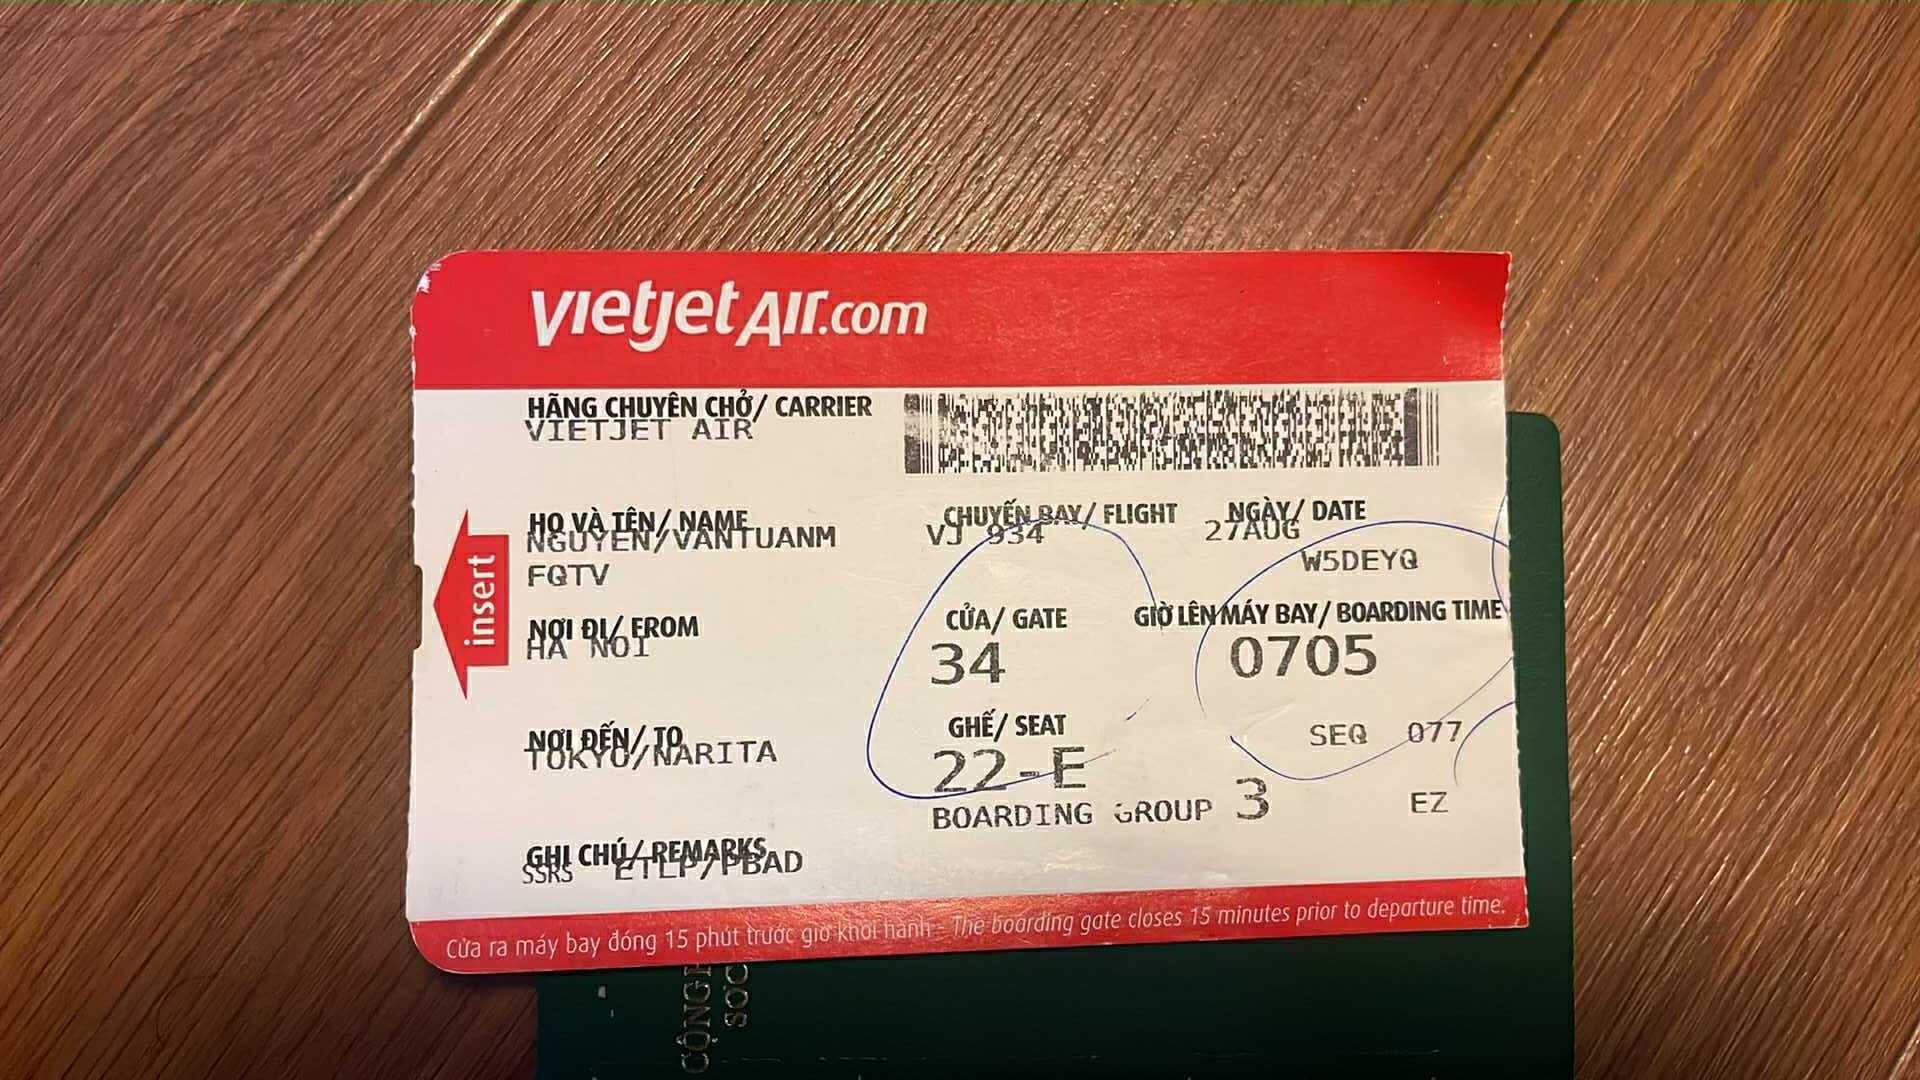 vietjet Air.com
HÃNG CHUYÊN CHỞ/ CARRIER
VIETJET AIR
HỌ VÀ TÊN/ NAME
NGUYEN/VANTUANM
FQTV
CHUYẾN BAY/ FLIGHT
VJ 934
NGÀY/ DATE
27AUG
W5DEYQ
insert
NƠI ĐI/ FROM
HA NOI
CỬA/ GATE
34
GIỜ LÊN MÁY BAY/ BOARDING TIME
0705
NƠI ĐẾN/ TO
TOKYO/NARITA
GHẾ/ SEAT
22-E
SEQ 077
BOARDING GROUP 3
EZ
GHI CHÚ/ REMARKS
SSRS ETLP/PBAD
Cửa ra máy bay đóng 15 phút trước giờ khởi hành - The boarding gate closes 15 minutes prior to departure time.